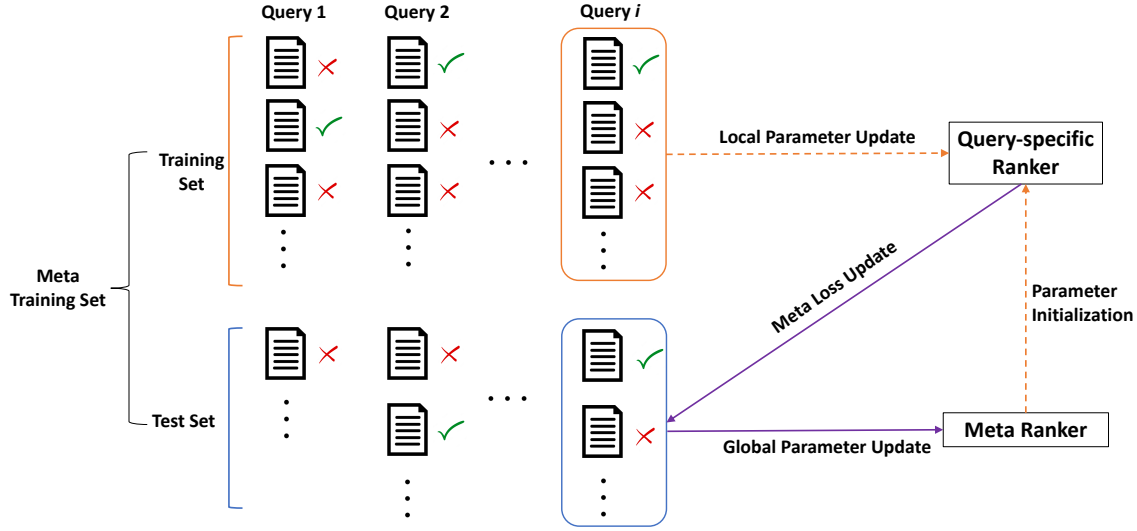 Query 1
Query 2
Query i
Training
Set
Local Parameter Update
Query-specific
Ranker
Meta
Training Set
Meta Loss Update
Parameter
Initialization
Test Set
Global Parameter Update
Meta Ranker